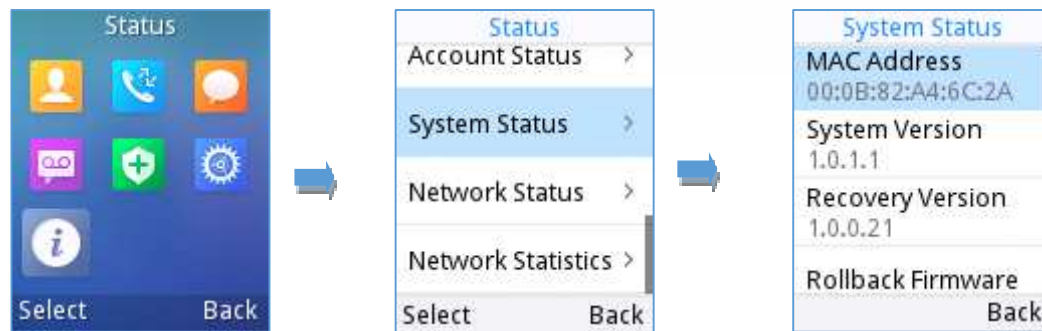 Status
Select Back
Status
Account Status
System Status
Network Status
Network Statistics
Select Back
System Status
MAC Address
00:0B:82:A4:6C:2A
System Version
1.0.1.1
Recovery Version
1.0.0.21
Rollback Firmware
Back